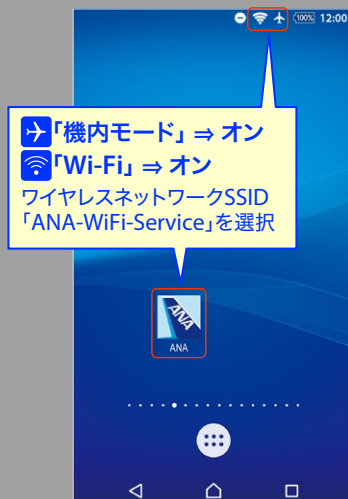 100% 12:00
「機内モード」 ⇒ オン
「Wi-Fi」 ⇒ オン
ワイヤレスネットワークSSID
「ANA-WiFi-Service」を選択
ANA
ANA